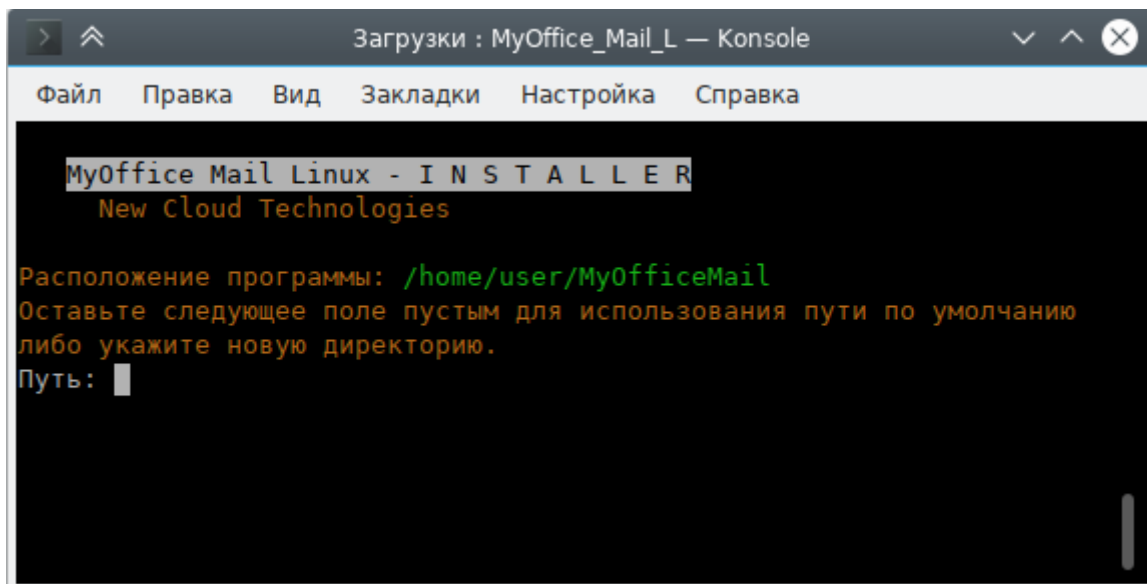 Загрузки : MyOffice_Mail_L — Konsole
Файл Правка Вид Закладки Настройка Справка
MyOffice Mail Linux - I N S T A L L E R
New Cloud Technologies
Расположение программы: /home/user/MyOfficeMail
Оставьте следующее поле пустым для использования пути по умолчанию
либо укажите новую директорию.
Путь: